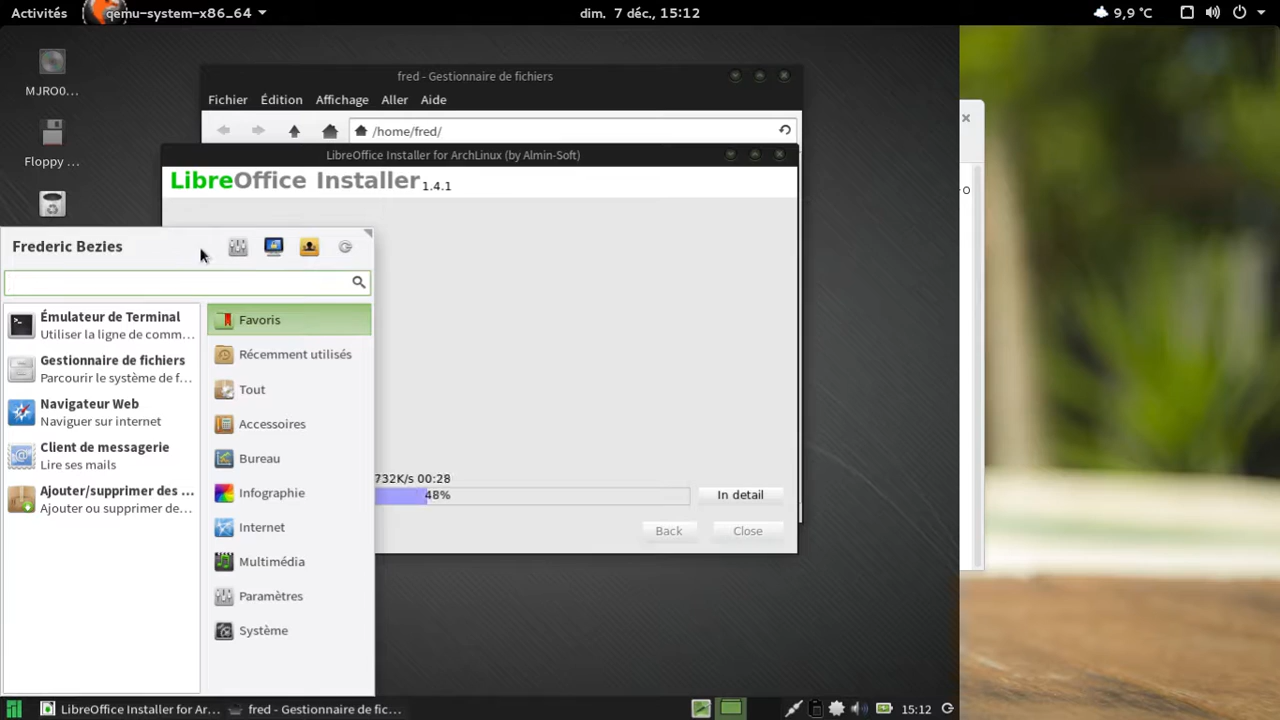 Activités
qemu-system-x86_64
dim. 7 déc., 15:12
9,9 °C
MJRO0...
Floppy ...
fred - Gestionnaire de fichiers
Fichier Édition Affichage Aller Aide
/home/fred/
LibreOffice Installer for ArchLinux (by Almin-Soft)
LibreOffice Installer 1.4.1
Frederic Bezies
Émulateur de Terminal
Utiliser la ligne de comm...
Gestionnaire de fichiers
Parcourir le système de f...
Navigateur Web
Naviguer sur internet
Client de messagerie
Lire ses mails
Ajouter/supprimer des ...
Ajouter ou supprimer de...
Favoris
Récemment utilisés
Tout
Accessoires
Bureau
Infographie
Internet
Multimédia
Paramètres
Système
732K/s 00:28
48%
In detail
Back Close
o
LibreOffice Installer for Ar...
fred - Gestionnaire de fic...
15:12